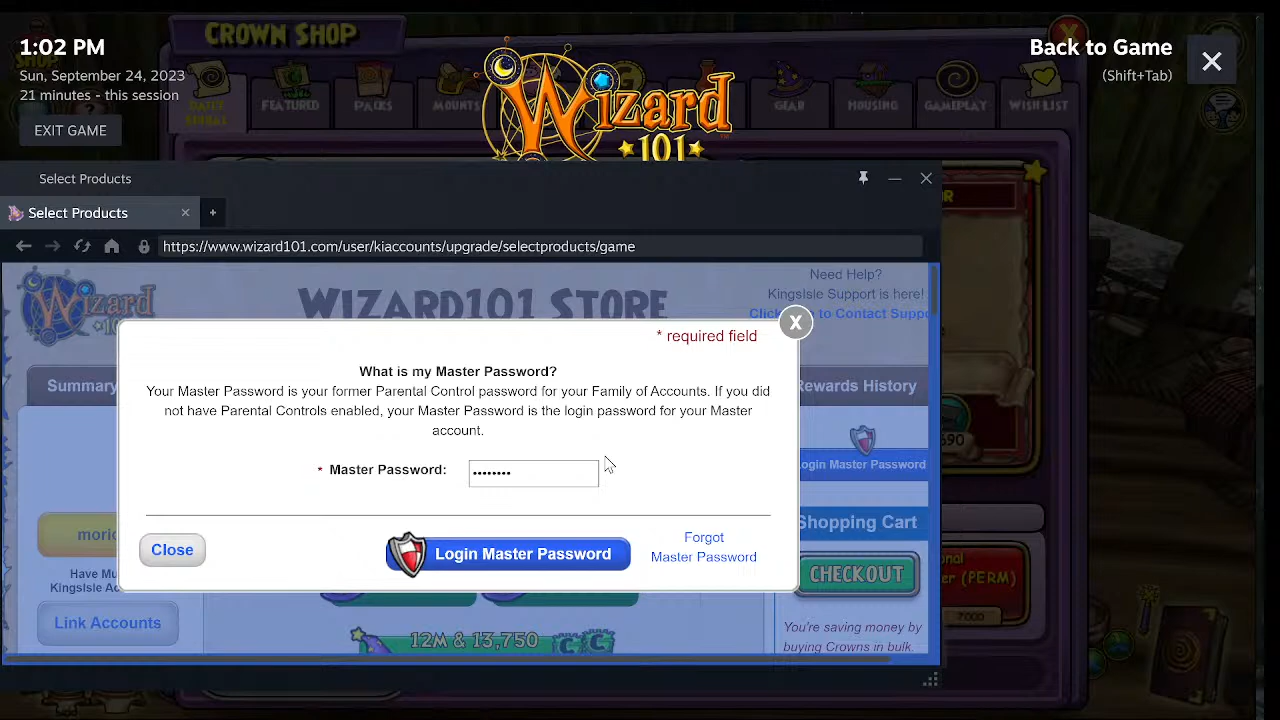 1:02 PM
Sun, September 24, 2023
21 minutes - this session
EXIT GAME
Back to Game
(Shift+Tab)
CROWN SHOP
FEATURED
PACKS
MOUNTS
GEAR
HOUSING
GAMEPLAY
WISH LIST
Wizard
101
Select Products
Select Products
https://www.wizard101.com/user/kiaccounts/upgrade/selectproducts/game
Need Help?
KingsIsle Support is here!
WIZARD101 STORE
Summary
Rewards History
* required field
What is my Master Password?
Your Master Password is your former Parental Control password for your Family of Accounts. If you did
not have Parental Controls enabled, your Master Password is the login password for your Master
account.
* Master Password: ••••••••
Login Master Password
Close
Login Master Password
Forgot
Master Password
Shopping Cart
CHECKOUT
Link Accounts
12M & 13,750
You're saving money by
buying Crowns in bulk.
(PERM)